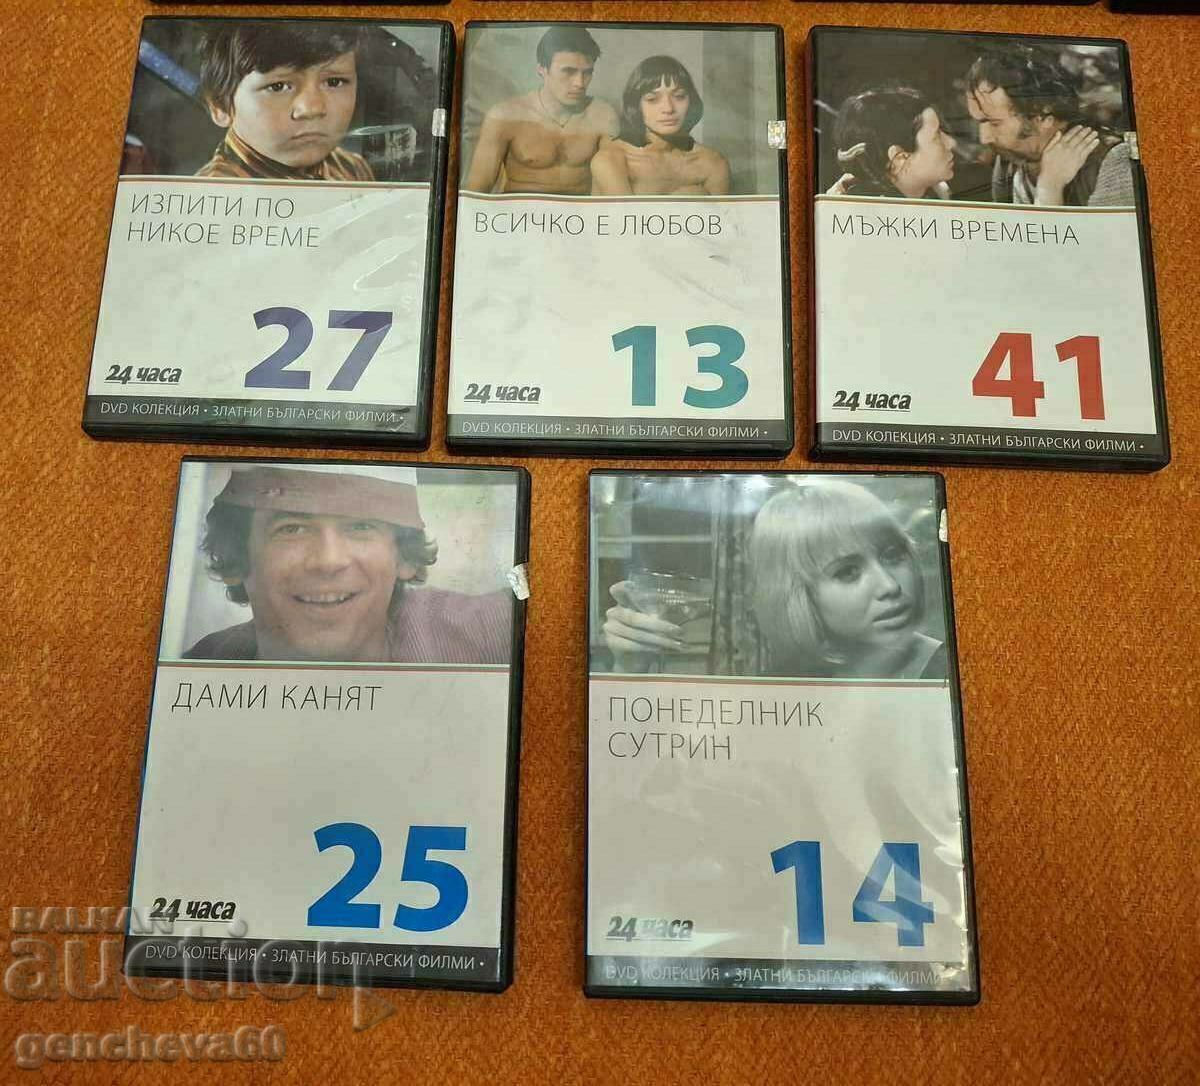 ИЗПИТИ ПО
НИКОЕ ВРЕМЕ
27
24 часа
DVD КОЛЕКЦИЯ • ЗЛАТНИ БЪЛГАРСКИ ФИЛМИ •
ВСИЧКО Е ЛЮБОВ
13
24 часа
DVD КОЛЕКЦИЯ • ЗЛАТНИ БЪЛГАРСКИ ФИЛМИ •
МЪЖКИ ВРЕМЕНА
41
24 часа
DVD КОЛЕКЦИЯ • ЗЛАТНИ БЪЛГАРСКИ ФИЛМИ •
ДАМИ КАНЯТ
25
24 часа
DVD КОЛЕКЦИЯ • ЗЛАТНИ БЪЛГАРСКИ ФИЛМИ •
ПОНЕДЕЛНИК
СУТРИН
14
24 часа
DVD КОЛЕКЦИЯ • ЗЛАТНИ БЪЛГАРСКИ ФИЛМИ
BALKAN
auction
gencheva60